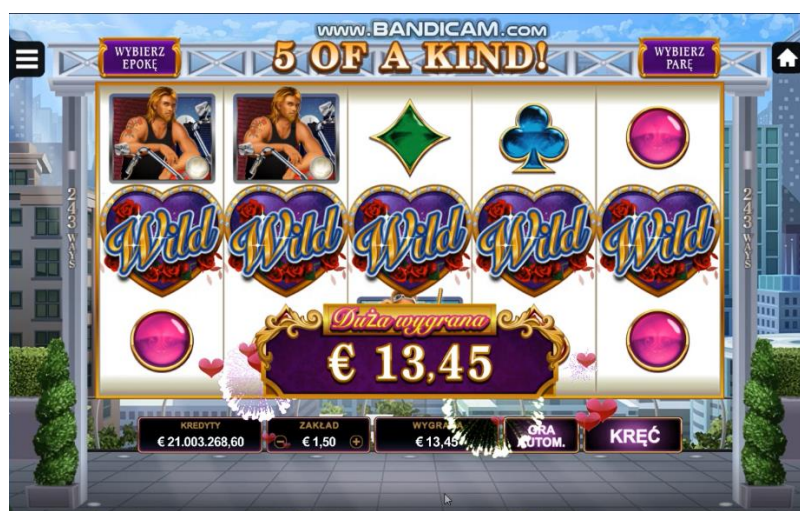 www.BANDICAM.com
WYBIERZ
EPOKĘ
5 OF A KIND!
WYBIERZ
PARĘ
243 WAYS
243 WAYS
Wild Wild Wild Wild Wild
Duża wygrana
€ 13,45
KREDYTY
€ 21.003.268,60
ZAKŁAD
€ 1,50
WYGRANA
€ 13,45
GRA
AUTOM.
KRĘĆ